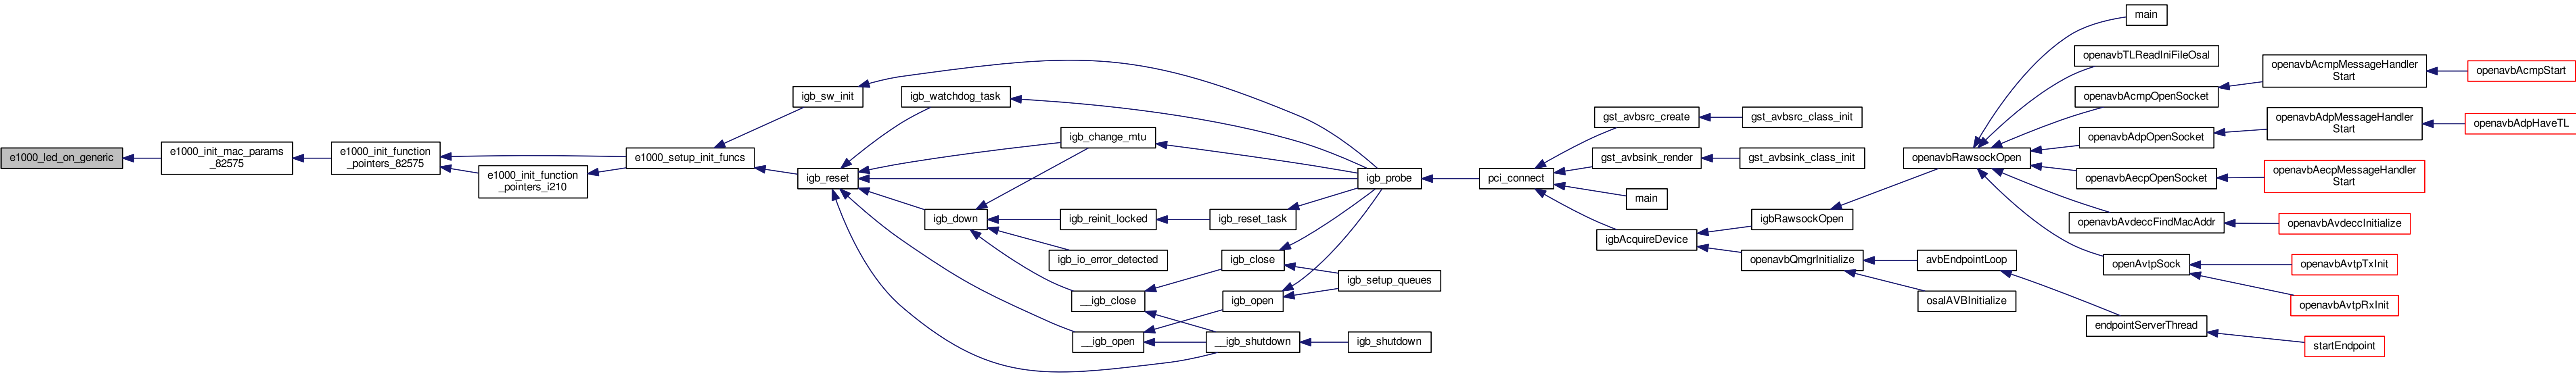 e1000_led_on_generic
e1000_init_mac_params
_82575
e1000_init_function
_pointers_82575
e1000_init_function
_pointers_i210
e1000_setup_init_funcs
igb_sw_init
igb_reset
igb_watchdog_task
igb_change_mtu
igb_down
igb_reinit_locked
igb_io_error_detected
__igb_close
__igb_open
igb_reset_task
igb_close
igb_open
__igb_shutdown
igb_probe
igb_setup_queues
igb_shutdown
pci_connect
gst_avbsrc_create
gst_avbsink_render
main
igbAcquireDevice
gst_avbsrc_class_init
gst_avbsink_class_init
igbRawsockOpen
openavbQmgrInitialize
openavbRawsockOpen
avbEndpointLoop
osalAVBInitialize
main
openavbTLReadIniFileOsal
openavbAcmpOpenSocket
openavbAdpOpenSocket
openavbAecpOpenSocket
openavbAvdeccFindMacAddr
openAvtpSock
endpointServerThread
openavbAcmpMessageHandler
Start
openavbAdpMessageHandler
Start
openavbAecpMessageHandler
Start
openavbAvdeccInitialize
openavbAvtpTxInit
openavbAvtpRxInit
startEndpoint
openavbAcmpStart
openavbAdpHaveTL